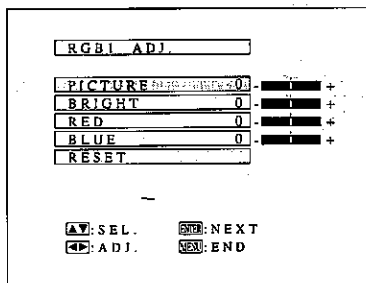 RGB1 ADJ.
PICTURE 0 - +
BRIGHT 0 - +
RED 0 - +
BLUE 0 - +
RESET
▲▼:SEL. ENTER:NEXT
◀▶:ADJ. MENU:END